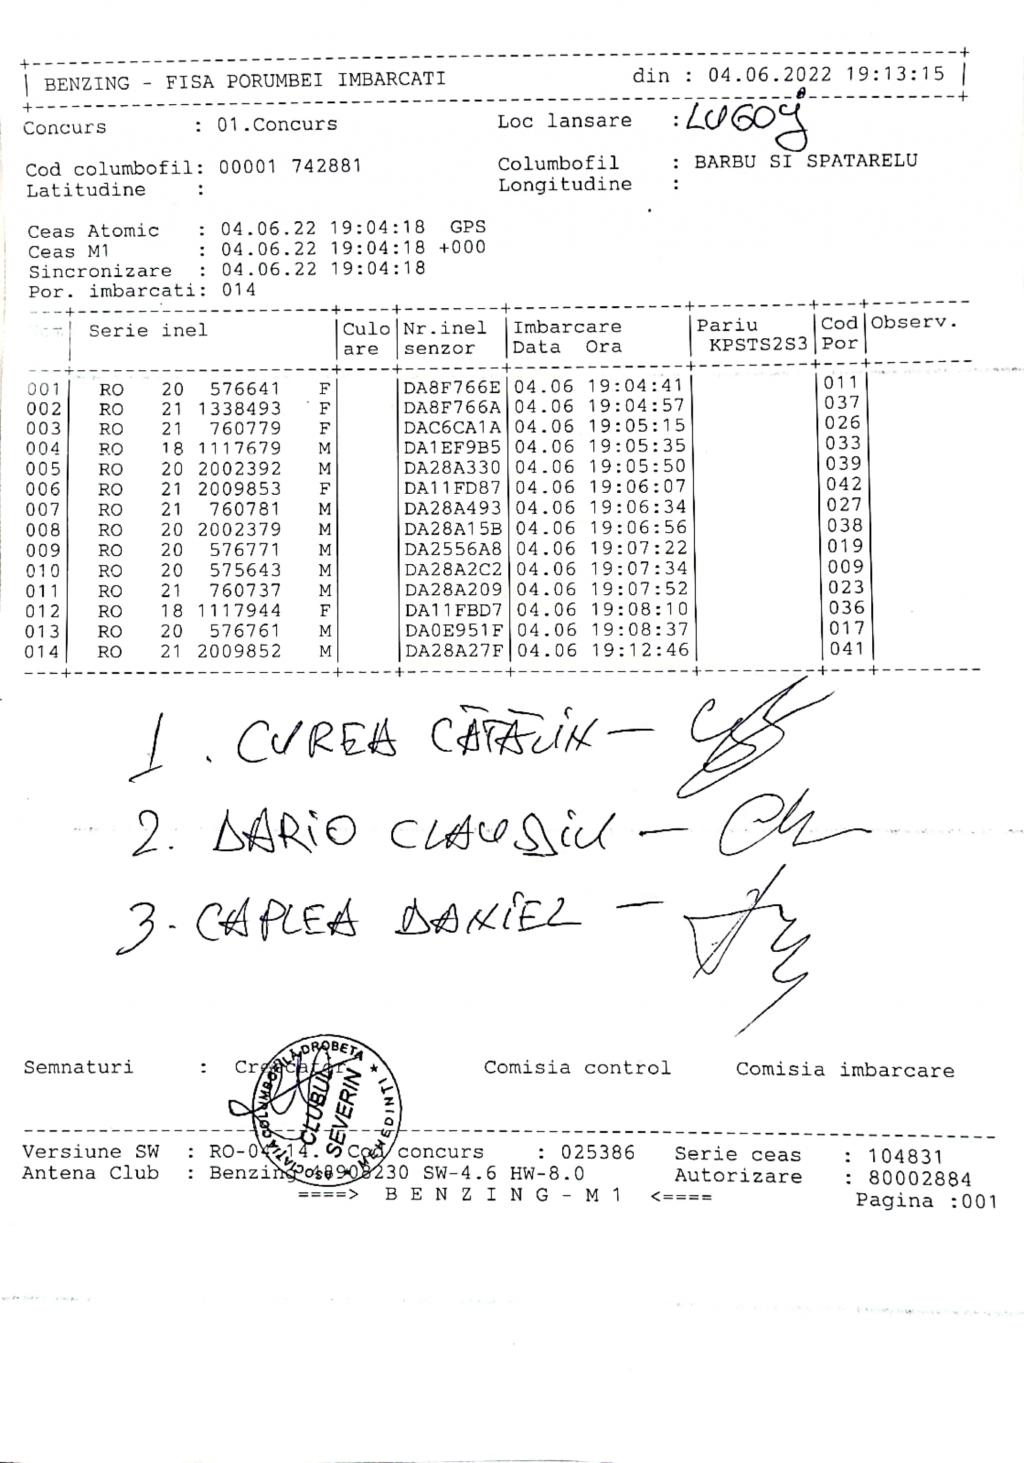 BENZING - FISA PORUMBEI IMBARCATI din : 04.06.2022 19:13:15
Concurs : 01.Concurs Loc lansare : LUGOJ
Cod columbofil: 00001 742881 Columbofil : BARBU SI SPATARELU
Latitudine : Longitudine :
Ceas Atomic : 04.06.22 19:04:18 GPS
Ceas M1 : 04.06.22 19:04:18 +000
Sincronizare : 04.06.22 19:04:18
Por. imbarcati: 014
Serie inel Culo Nr.inel Imbarcare Pariu Cod Observ.
are senzor Data Ora KPSTS2S3 Por
001 RO 20 576641 F DA8F766E 04.06 19:04:41 011
002 RO 21 1338493 F DA8F766A 04.06 19:04:57 037
003 RO 21 760779 F DAC6CA1A 04.06 19:05:15 026
004 RO 18 1117679 M DA1EF9B5 04.06 19:05:35 033
005 RO 20 2002392 M DA28A330 04.06 19:05:50 039
006 RO 21 2009853 F DA11FD87 04.06 19:06:07 042
007 RO 21 760781 M DA28A493 04.06 19:06:34 027
008 RO 20 2002379 M DA28A15B 04.06 19:06:56 038
009 RO 20 576771 M DA2556A8 04.06 19:07:22 019
010 RO 20 575643 M DA28A2C2 04.06 19:07:34 009
011 RO 21 760737 M DA28A209 04.06 19:07:52 023
012 RO 18 1117944 F DA11FBD7 04.06 19:08:10 036
013 RO 20 576761 M DA0E951F 04.06 19:08:37 017
014 RO 21 2009852 M DA28A27F 04.06 19:12:46 041
1. CUREA CĂTĂLIN -
2. DARIO CLAUDIU -
3. CAPLEA DANIEL -
Semnaturi : Crescator Comisia control Comisia imbarcare
ASOCIATIA COLUMBOFILA DROBETA * MEHEDINTI *
CLUBUL
SEVERIN
Versiune SW : RO-04.14. Cod concurs : 025386 Serie ceas : 104831
Antena Club : Benzing SW-4.6 HW-8.0 Autorizare : 80002884
====> B E N Z I N G - M 1 <==== Pagina :001